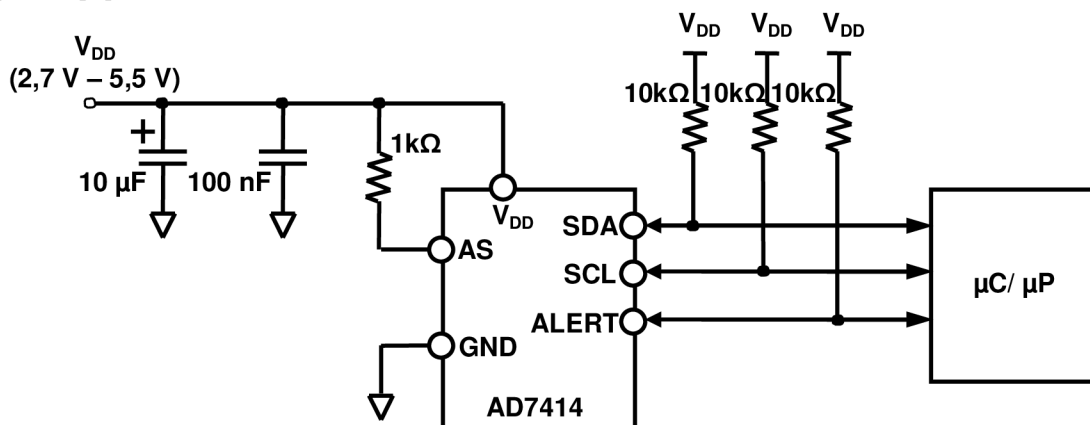 V_DD
(2,7 V – 5,5 V)
V_DD V_DD V_DD
10kΩ 10kΩ 10kΩ
+
1kΩ
10 µF 100 nF
V_DD
SDA
AS
SCL
µC/ µP
ALERT
GND
AD7414